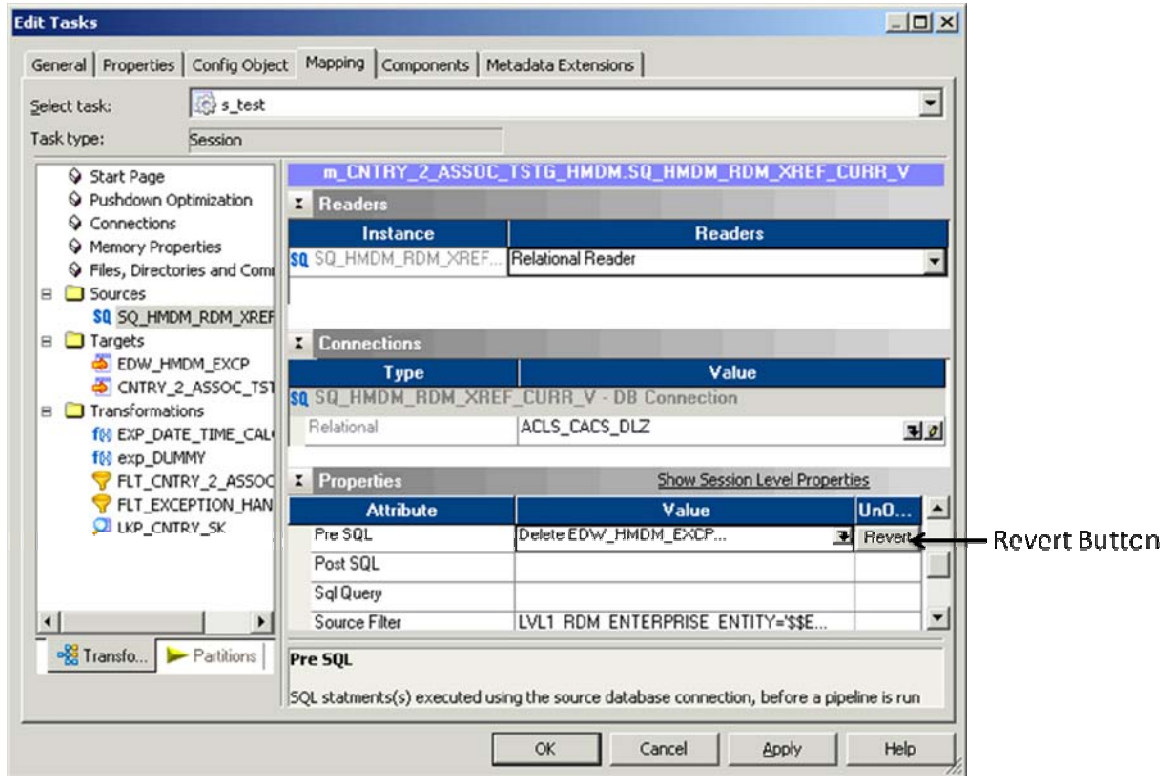 Edit Tasks
General Properties Config Object Mapping Components Metadata Extensions
Select task: s_test
Task type: Session
Start Page
Pushdown Optimization
Connections
Memory Properties
Files, Directories and Com
Sources
SQ SQ_HMDM_RDM_XREF
Targets
EDW_HMDM_EXCP
CNTRY_2_ASSOC_TST
Transformations
f(x) EXP_DATE_TIME_CAL
f(x) exp_DUMMY
FLT_CNTRY_2_ASSOC
FLT_EXCEPTION_HAN
LKP_CNTRY_SK
Transfo... Partitions
m_CNTRY_2_ASSOC_TSTG_HMDM.SQ_HMDM_RDM_XREF_CURR_V
Readers
Instance Readers
SQ SQ_HMDM_RDM_XREF... Relational Reader
Connections
Type Value
SQ SQ_HMDM_RDM_XREF_CURR_V - DB Connection
Relational ACLS_CACS_DLZ
Properties Show Session Level Properties
Attribute Value UnO...
Pre SQL Delete EDW_HMDM_EXCP... Revert
Post SQL
Sql Query
Source Filter LVL1_RDM_ENTERPRISE_ENTITY='$$E...
Pre SQL
SQL statments(s) executed using the source database connection, before a pipeline is run
OK Cancel Apply Help
Revert Button